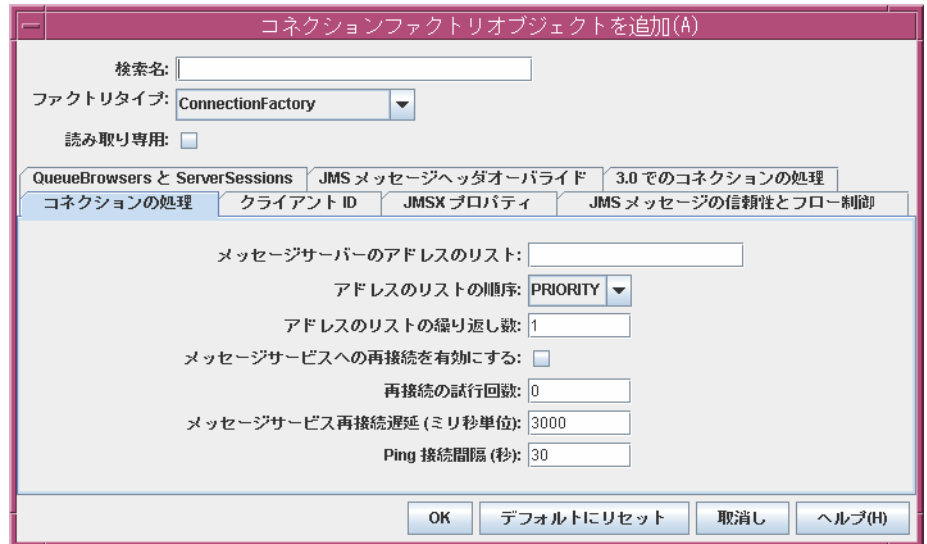 コネクションファクトリオブジェクトを追加(A)
検索名:
ファクトリタイプ: ConnectionFactory
読み取り専用:
QueueBrowsers と ServerSessions JMS メッセージヘッダオーバライド 3.0 でのコネクションの処理
コネクションの処理 クライアント ID JMSX プロパティ JMS メッセージの信頼性とフロー制御
メッセージサーバーのアドレスのリスト:
アドレスのリストの順序: PRIORITY
アドレスのリストの繰り返し数: 1
メッセージサービスへの再接続を有効にする:
再接続の試行回数: 0
メッセージサービス再接続遅延 (ミリ秒単位): 3000
Ping 接続間隔 (秒): 30
OK デフォルトにリセット 取消し ヘルプ(H)